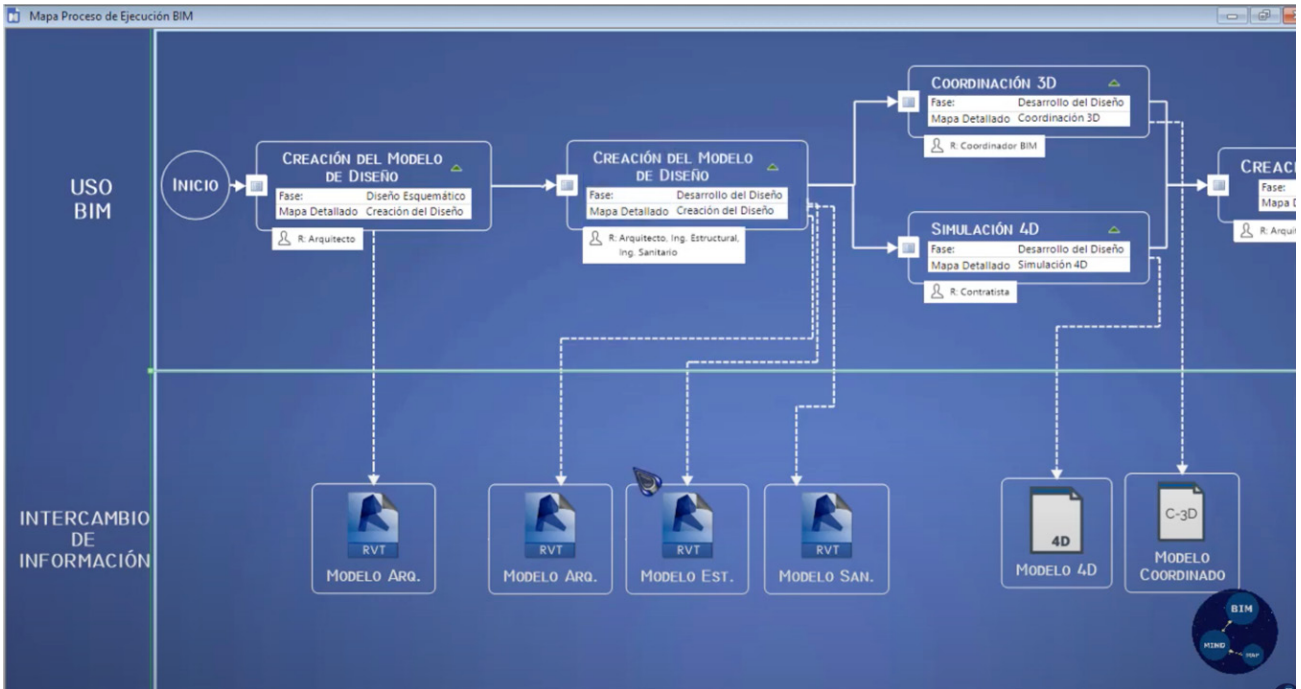 Mapa Proceso de Ejecución BIM
USO
BIM
INICIO
CREACIÓN DEL MODELO
DE DISEÑO
Fase: Diseño Esquemático
Mapa Detallado Creación del Diseño
R: Arquitecto
CREACIÓN DEL MODELO
DE DISEÑO
Fase: Desarrollo del Diseño
Mapa Detallado Creación del Diseño
R: Arquitecto, Ing. Estructural,
Ing. Sanitario
COORDINACIÓN 3D
Fase: Desarrollo del Diseño
Mapa Detallado Coordinación 3D
R: Coordinador BIM
SIMULACIÓN 4D
Fase: Desarrollo del Diseño
Mapa Detallado Simulación 4D
R: Contratista
Fase:
Mapa
INTERCAMBIO
DE
INFORMACIÓN
RVT
MODELO ARQ.
RVT
MODELO ARQ.
RVT
MODELO EST.
RVT
MODELO SAN.
4D
MODELO 4D
C-3D
MODELO
COORDINADO
BIM
MIND
MAP